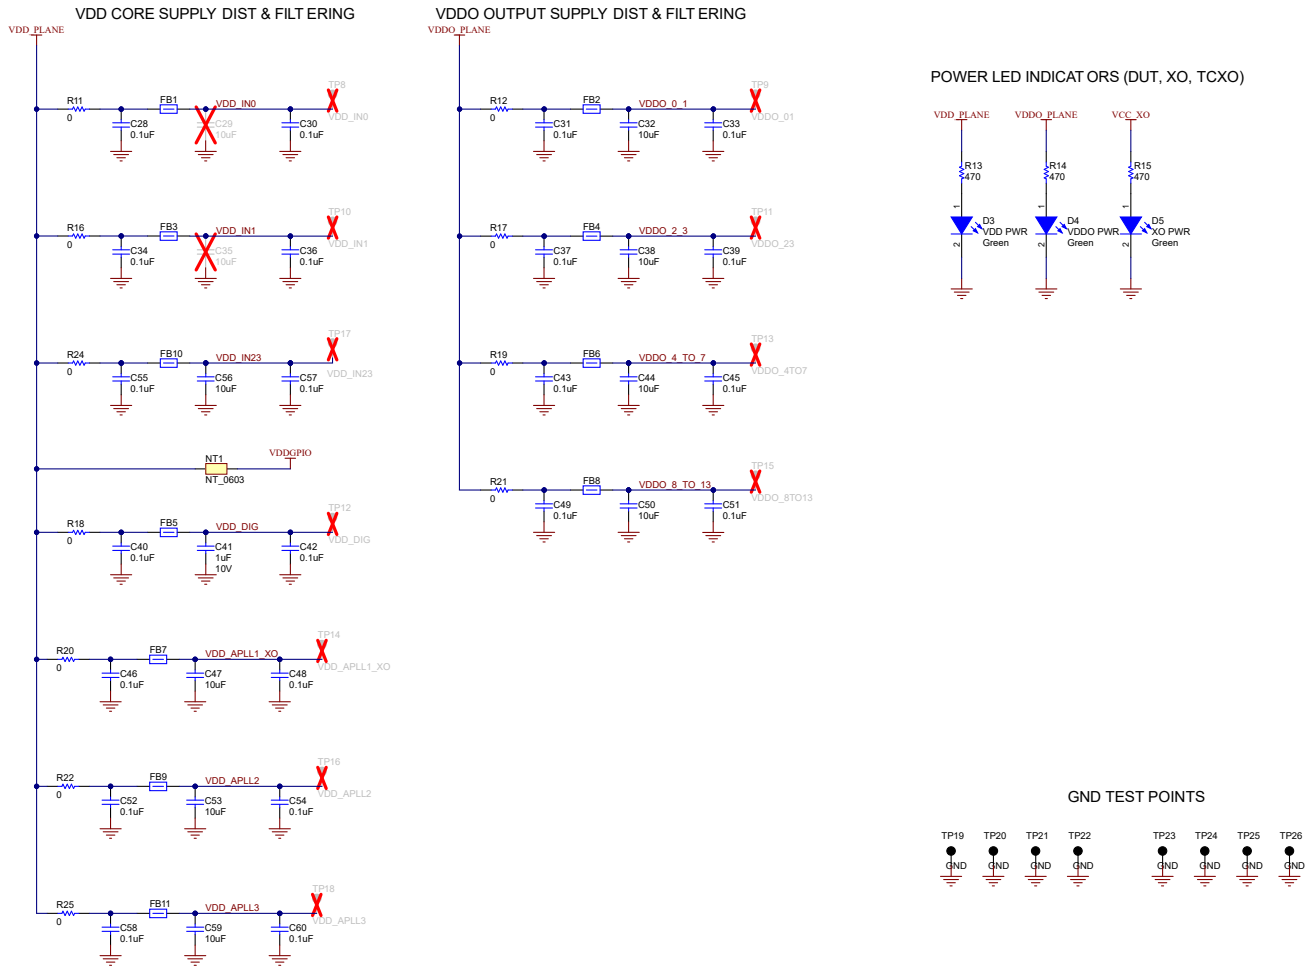 VDD CORE SUPPLY DIST & FILTERING
VDD_PLANE
R11
0
C28
0.1uF
FB1
VDD_IN0
C29
10uF
C30
0.1uF
TP8
VDD_IN0
R16
0
C34
0.1uF
FB3
VDD_IN1
C35
10uF
C36
0.1uF
TP10
VDD_IN1
R24
0
C55
0.1uF
FB10
VDD_IN23
C56
10uF
C57
0.1uF
TP17
VDD_IN23
NT1
NT_0603
VDDGPIO
R18
0
C40
0.1uF
FB5
VDD_DIG
C41
1uF
10V
C42
0.1uF
TP12
VDD_DIG
R20
0
C46
0.1uF
FB7
VDD_APLL1_XO
C47
10uF
C48
0.1uF
TP14
VDD_APLL1_XO
R22
0
C52
0.1uF
FB9
VDD_APLL2
C53
10uF
C54
0.1uF
TP16
VDD_APLL2
R25
0
C58
0.1uF
FB11
VDD_APLL3
C59
10uF
C60
0.1uF
TP18
VDD_APLL3
VDDO OUTPUT SUPPLY DIST & FILTERING
VDDO_PLANE
R12
0
C31
0.1uF
FB2
VDDO_0_1
C32
10uF
C33
0.1uF
TP9
VDDO_01
R17
0
C37
0.1uF
FB4
VDDO_2_3
C38
10uF
C39
0.1uF
TP11
VDDO_23
R19
0
C43
0.1uF
FB6
VDDO_4_TO_7
C44
10uF
C45
0.1uF
TP13
VDDO_4TO7
R21
0
C49
0.1uF
FB8
VDDO_8_TO_13
C50
10uF
C51
0.1uF
TP15
VDDO_8TO13
POWER LED INDICATORS (DUT, XO, TCXO)
VDD_PLANE
R13
470
1
D3
VDD PWR
Green
2
VDDO_PLANE
R14
470
1
D4
VDDO PWR
Green
2
VCC_XO
R15
470
1
D5
XO PWR
Green
2
GND TEST POINTS
TP19 TP20 TP21 TP22 TP23 TP24 TP25 TP26
GND GND GND GND GND GND GND GND